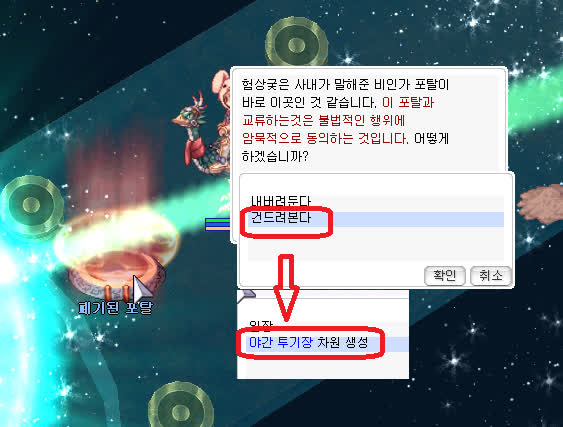 험상궂은 사내가 말해준 비인가 포탈이
바로 이곳인 것 같습니다. 이 포탈과
교류하는것은 불법적인 행위에
암묵적으로 동의하는 것입니다. 어떻게
하겠습니까?
내버려둔다
건드려본다
확인 취소
폐기된 포탈
입장
야간 투기장 차원 생성